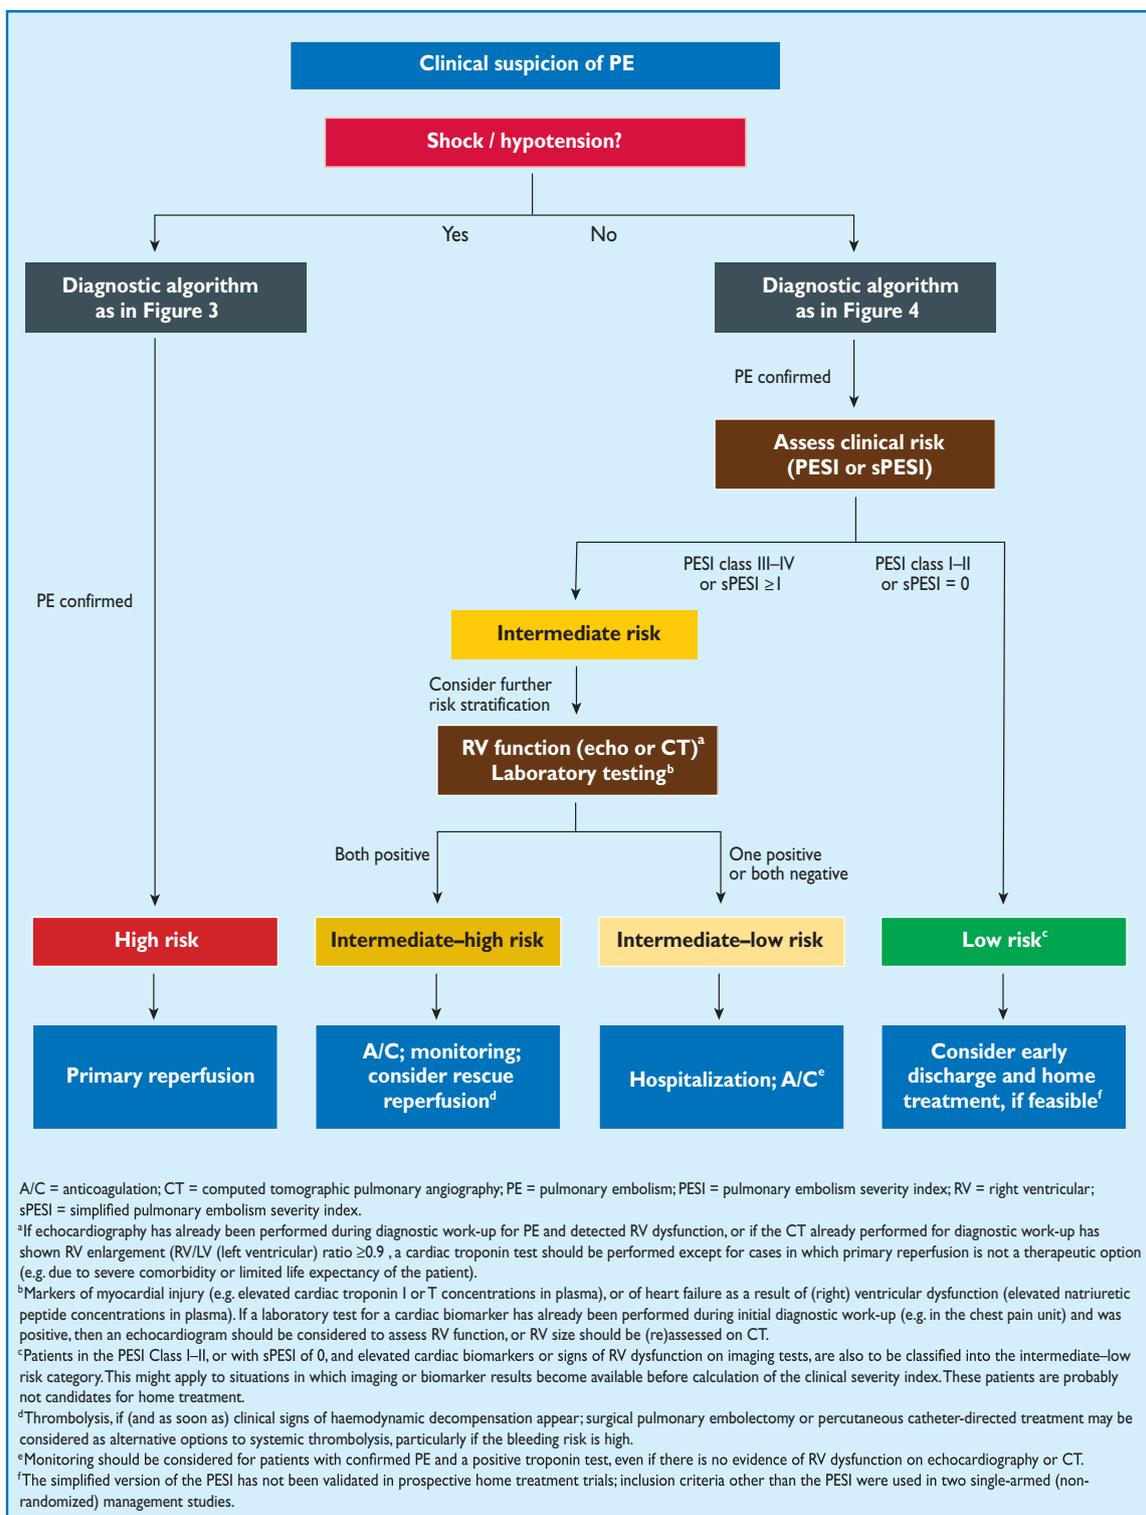 Clinical suspicion of PE
Shock / hypotension?
Yes
No
Diagnostic algorithm
as in Figure 3
Diagnostic algorithm
as in Figure 4
PE confirmed
Assess clinical risk
(PESI or sPESI)
PESI class III–IV
or sPESI ≥1
PESI class I–II
or sPESI = 0
PE confirmed
Intermediate risk
Consider further
risk stratification
RV function (echo or CT)ᵃ
Laboratory testingᵇ
Both positive
One positive
or both negative
High risk
Intermediate–high risk
Intermediate–low risk
Low riskᶜ
Primary reperfusion
A/C; monitoring;
consider rescue
reperfusionᵈ
Hospitalization; A/Cᵉ
Consider early
discharge and home
treatment, if feasibleᶠ
A/C = anticoagulation; CT = computed tomographic pulmonary angiography; PE = pulmonary embolism; PESI = pulmonary embolism severity index; RV = right ventricular;
sPESI = simplified pulmonary embolism severity index.
ᵃIf echocardiography has already been performed during diagnostic work-up for PE and detected RV dysfunction, or if the CT already performed for diagnostic work-up has
shown RV enlargement (RV/LV (left ventricular) ratio ≥0.9 , a cardiac troponin test should be performed except for cases in which primary reperfusion is not a therapeutic option
(e.g. due to severe comorbidity or limited life expectancy of the patient).
ᵇMarkers of myocardial injury (e.g. elevated cardiac troponin I or T concentrations in plasma), or of heart failure as a result of (right) ventricular dysfunction (elevated natriuretic
peptide concentrations in plasma). If a laboratory test for a cardiac biomarker has already been performed during initial diagnostic work-up (e.g. in the chest pain unit) and was
positive, then an echocardiogram should be considered to assess RV function, or RV size should be (re)assessed on CT.
ᶜPatients in the PESI Class I–II, or with sPESI of 0, and elevated cardiac biomarkers or signs of RV dysfunction on imaging tests, are also to be classified into the intermediate–low
risk category. This might apply to situations in which imaging or biomarker results become available before calculation of the clinical severity index. These patients are probably
not candidates for home treatment.
ᵈThrombolysis, if (and as soon as) clinical signs of haemodynamic decompensation appear; surgical pulmonary embolectomy or percutaneous catheter-directed treatment may be
considered as alternative options to systemic thrombolysis, particularly if the bleeding risk is high.
ᵉMonitoring should be considered for patients with confirmed PE and a positive troponin test, even if there is no evidence of RV dysfunction on echocardiography or CT.
ᶠThe simplified version of the PESI has not been validated in prospective home treatment trials; inclusion criteria other than the PESI were used in two single-armed (non-
randomized) management studies.